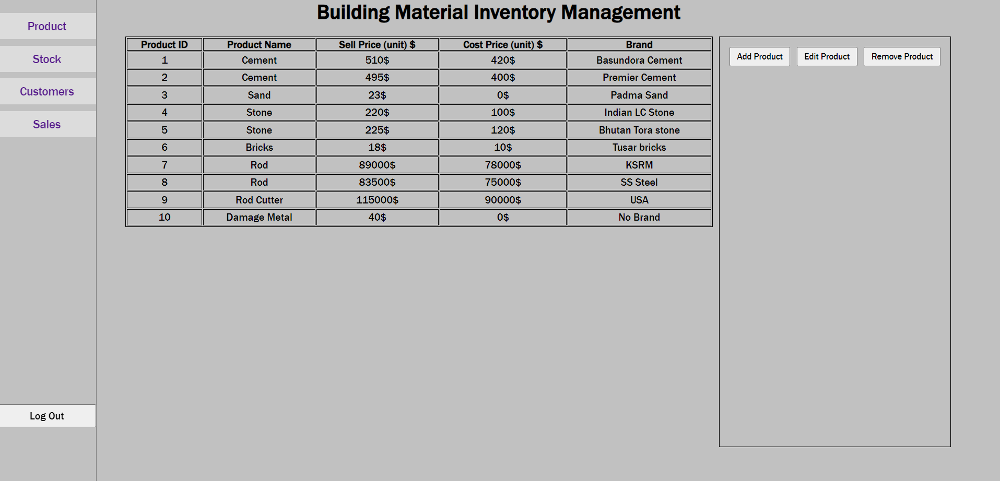 Building Material Inventory Management
Product
Stock
Customers
Sales
Log Out
Product ID Product Name Sell Price (unit) $ Cost Price (unit) $ Brand
1 Cement 510$ 420$ Basundora Cement
2 Cement 495$ 400$ Premier Cement
3 Sand 23$ 0$ Padma Sand
4 Stone 220$ 100$ Indian LC Stone
5 Stone 225$ 120$ Bhutan Tora stone
6 Bricks 18$ 10$ Tusar bricks
7 Rod 89000$ 78000$ KSRM
8 Rod 83500$ 75000$ SS Steel
9 Rod Cutter 115000$ 90000$ USA
10 Damage Metal 40$ 0$ No Brand
Add Product Edit Product Remove Product